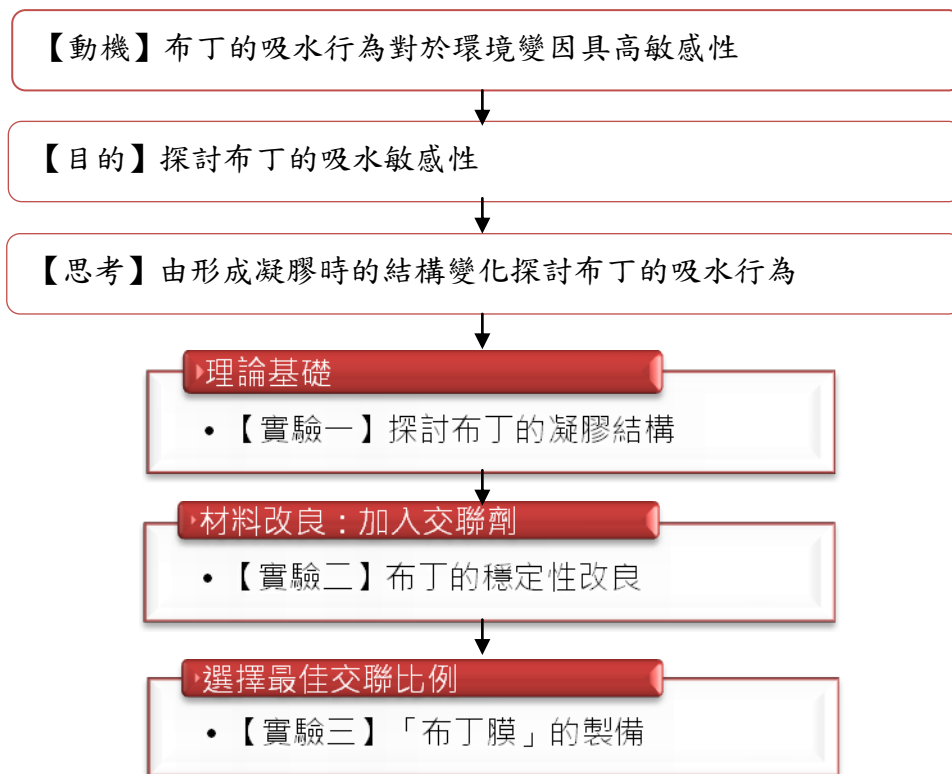 【動機】布丁的吸水行為對於環境變因具高敏感性
【目的】探討布丁的吸水敏感性
【思考】由形成凝膠時的結構變化探討布丁的吸水行為
理論基礎
•【實驗一】探討布丁的凝膠結構
材料改良：加入交聯劑
•【實驗二】布丁的穩定性改良
選擇最佳交聯比例
•【實驗三】「布丁膜」的製備